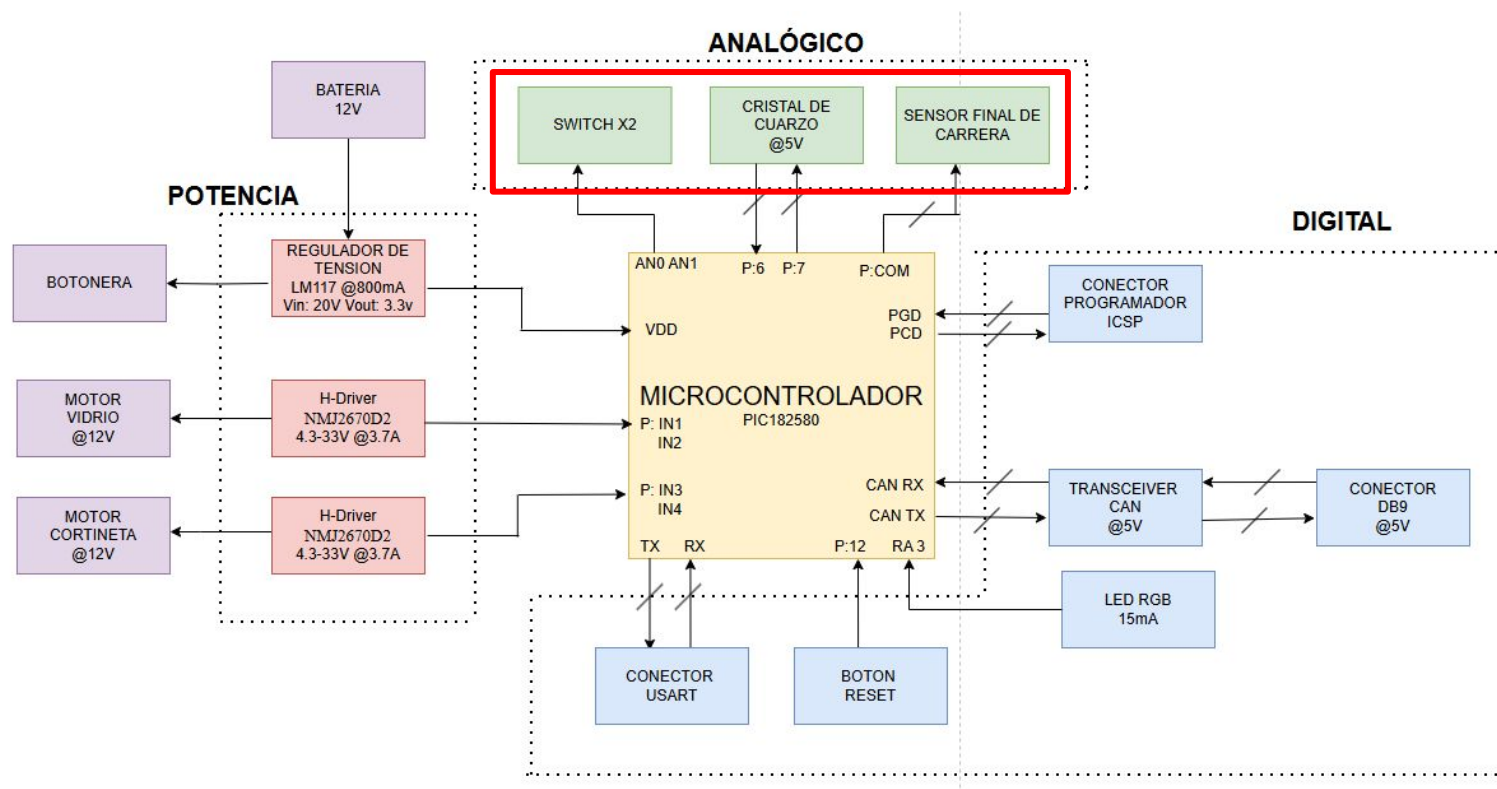 ANALÓGICO
BATERIA
12V
SWITCH X2
CRISTAL DE
CUARZO
@5V
SENSOR FINAL DE
CARRERA
POTENCIA
DIGITAL
BOTONERA
REGULADOR DE
TENSION
LM117 @800mA
Vin: 20V Vout: 3.3v
AN0 AN1
P:6
P:7
P:COM
VDD
PGD
PCD
CONECTOR
PROGRAMADOR
ICSP
MOTOR
VIDRIO
@12V
H-Driver
NMJ2670D2
4.3-33V @3.7A
MICROCONTROLADOR
PIC182580
P: IN1
IN2
MOTOR
CORTINETA
@12V
H-Driver
NMJ2670D2
4.3-33V @3.7A
P: IN3
IN4
CAN RX
CAN TX
TRANSCEIVER
CAN
@5V
CONECTOR
DB9
@5V
TX
RX
P:12
RA 3
LED RGB
15mA
CONECTOR
USART
BOTON
RESET